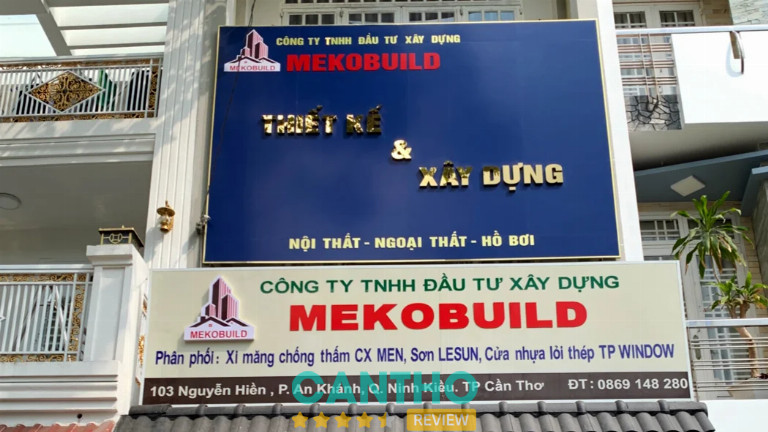 CÔNG TY TNHH ĐẦU TƯ XÂY DỰNG
MEKOBUILD
MEKOBUILD
THIẾT KẾ
&
XÂY DỰNG
NỘI THẤT - NGOẠI THẤT - HỒ BƠI
CÔNG TY TNHH ĐẦU TƯ XÂY DỰNG
MEKOBUILD
MEKOBUILD
Phân phối: Xi măng chống thấm CX MEN, Sơn LESUN, Cửa nhựa lõi thép TP WINDOW
103 Nguyễn Hiền , P. An Khánh, Q. Ninh Kiều. TP Cần Thơ ĐT: 0869 148 280
CANTHO
REVIEW